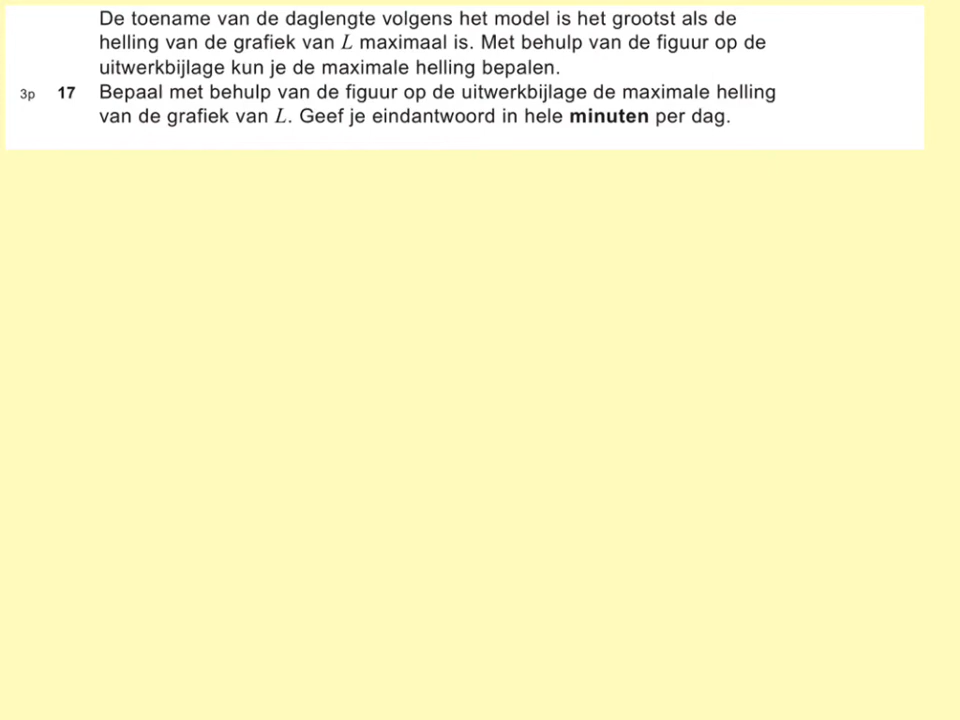 De toename van de daglengte volgens het model is het grootst als de
helling van de grafiek van L maximaal is. Met behulp van de figuur op de
uitwerkbijlage kun je de maximale helling bepalen.
3p 17 Bepaal met behulp van de figuur op de uitwerkbijlage de maximale helling
van de grafiek van L. Geef je eindantwoord in hele minuten per dag.